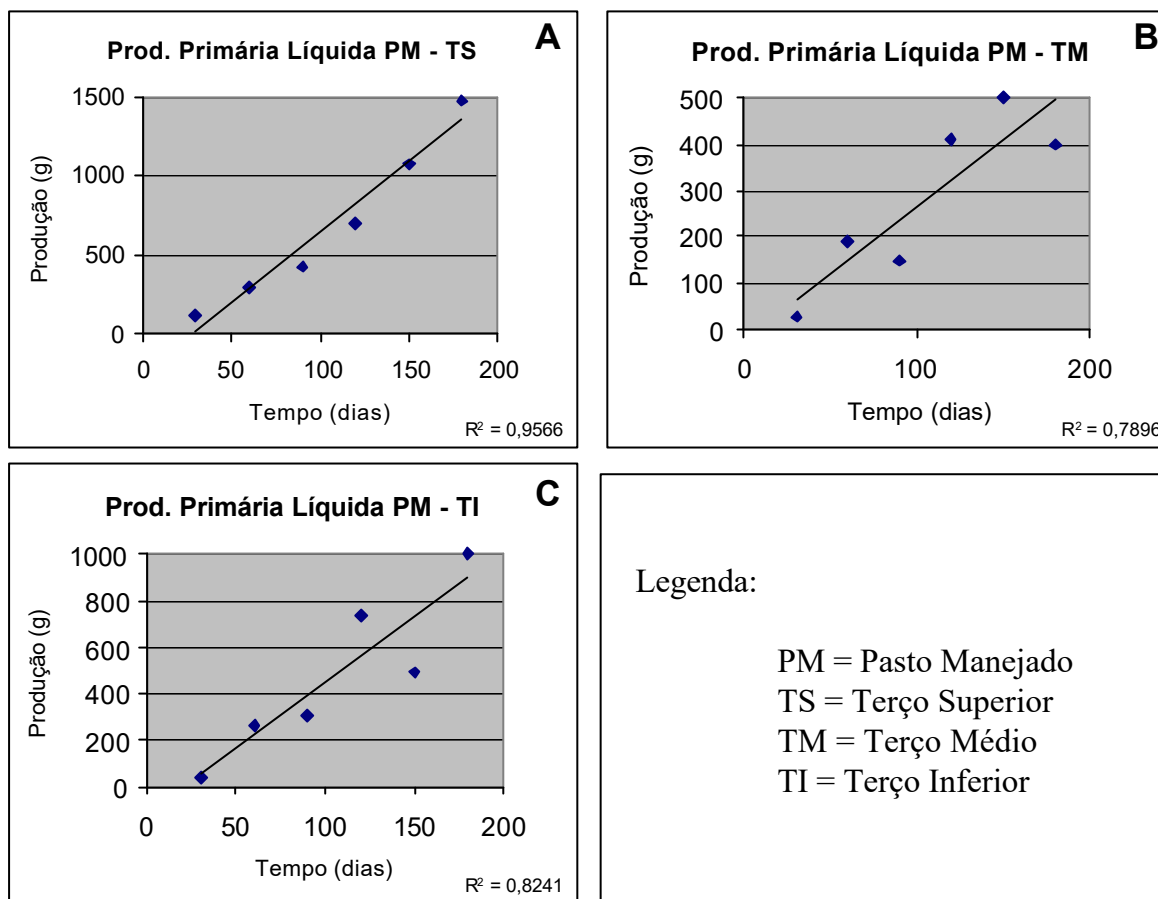 A
Prod. Primária Líquida PM - TS
Produção (g)
1500
1000
500
0
0 50 100 150 200
Tempo (dias)
R² = 0,9566
B
Prod. Primária Líquida PM - TM
Produção (g)
500
400
300
200
100
0
0 100 200
Tempo (dias)
R² = 0,7896
C
Prod. Primária Líquida PM - TI
Produção (g)
1000
800
600
400
200
0
0 50 100 150 200
Tempo (dias)
R² = 0,8241
Legenda:
PM = Pasto Manejado
TS = Terço Superior
TM = Terço Médio
TI = Terço Inferior